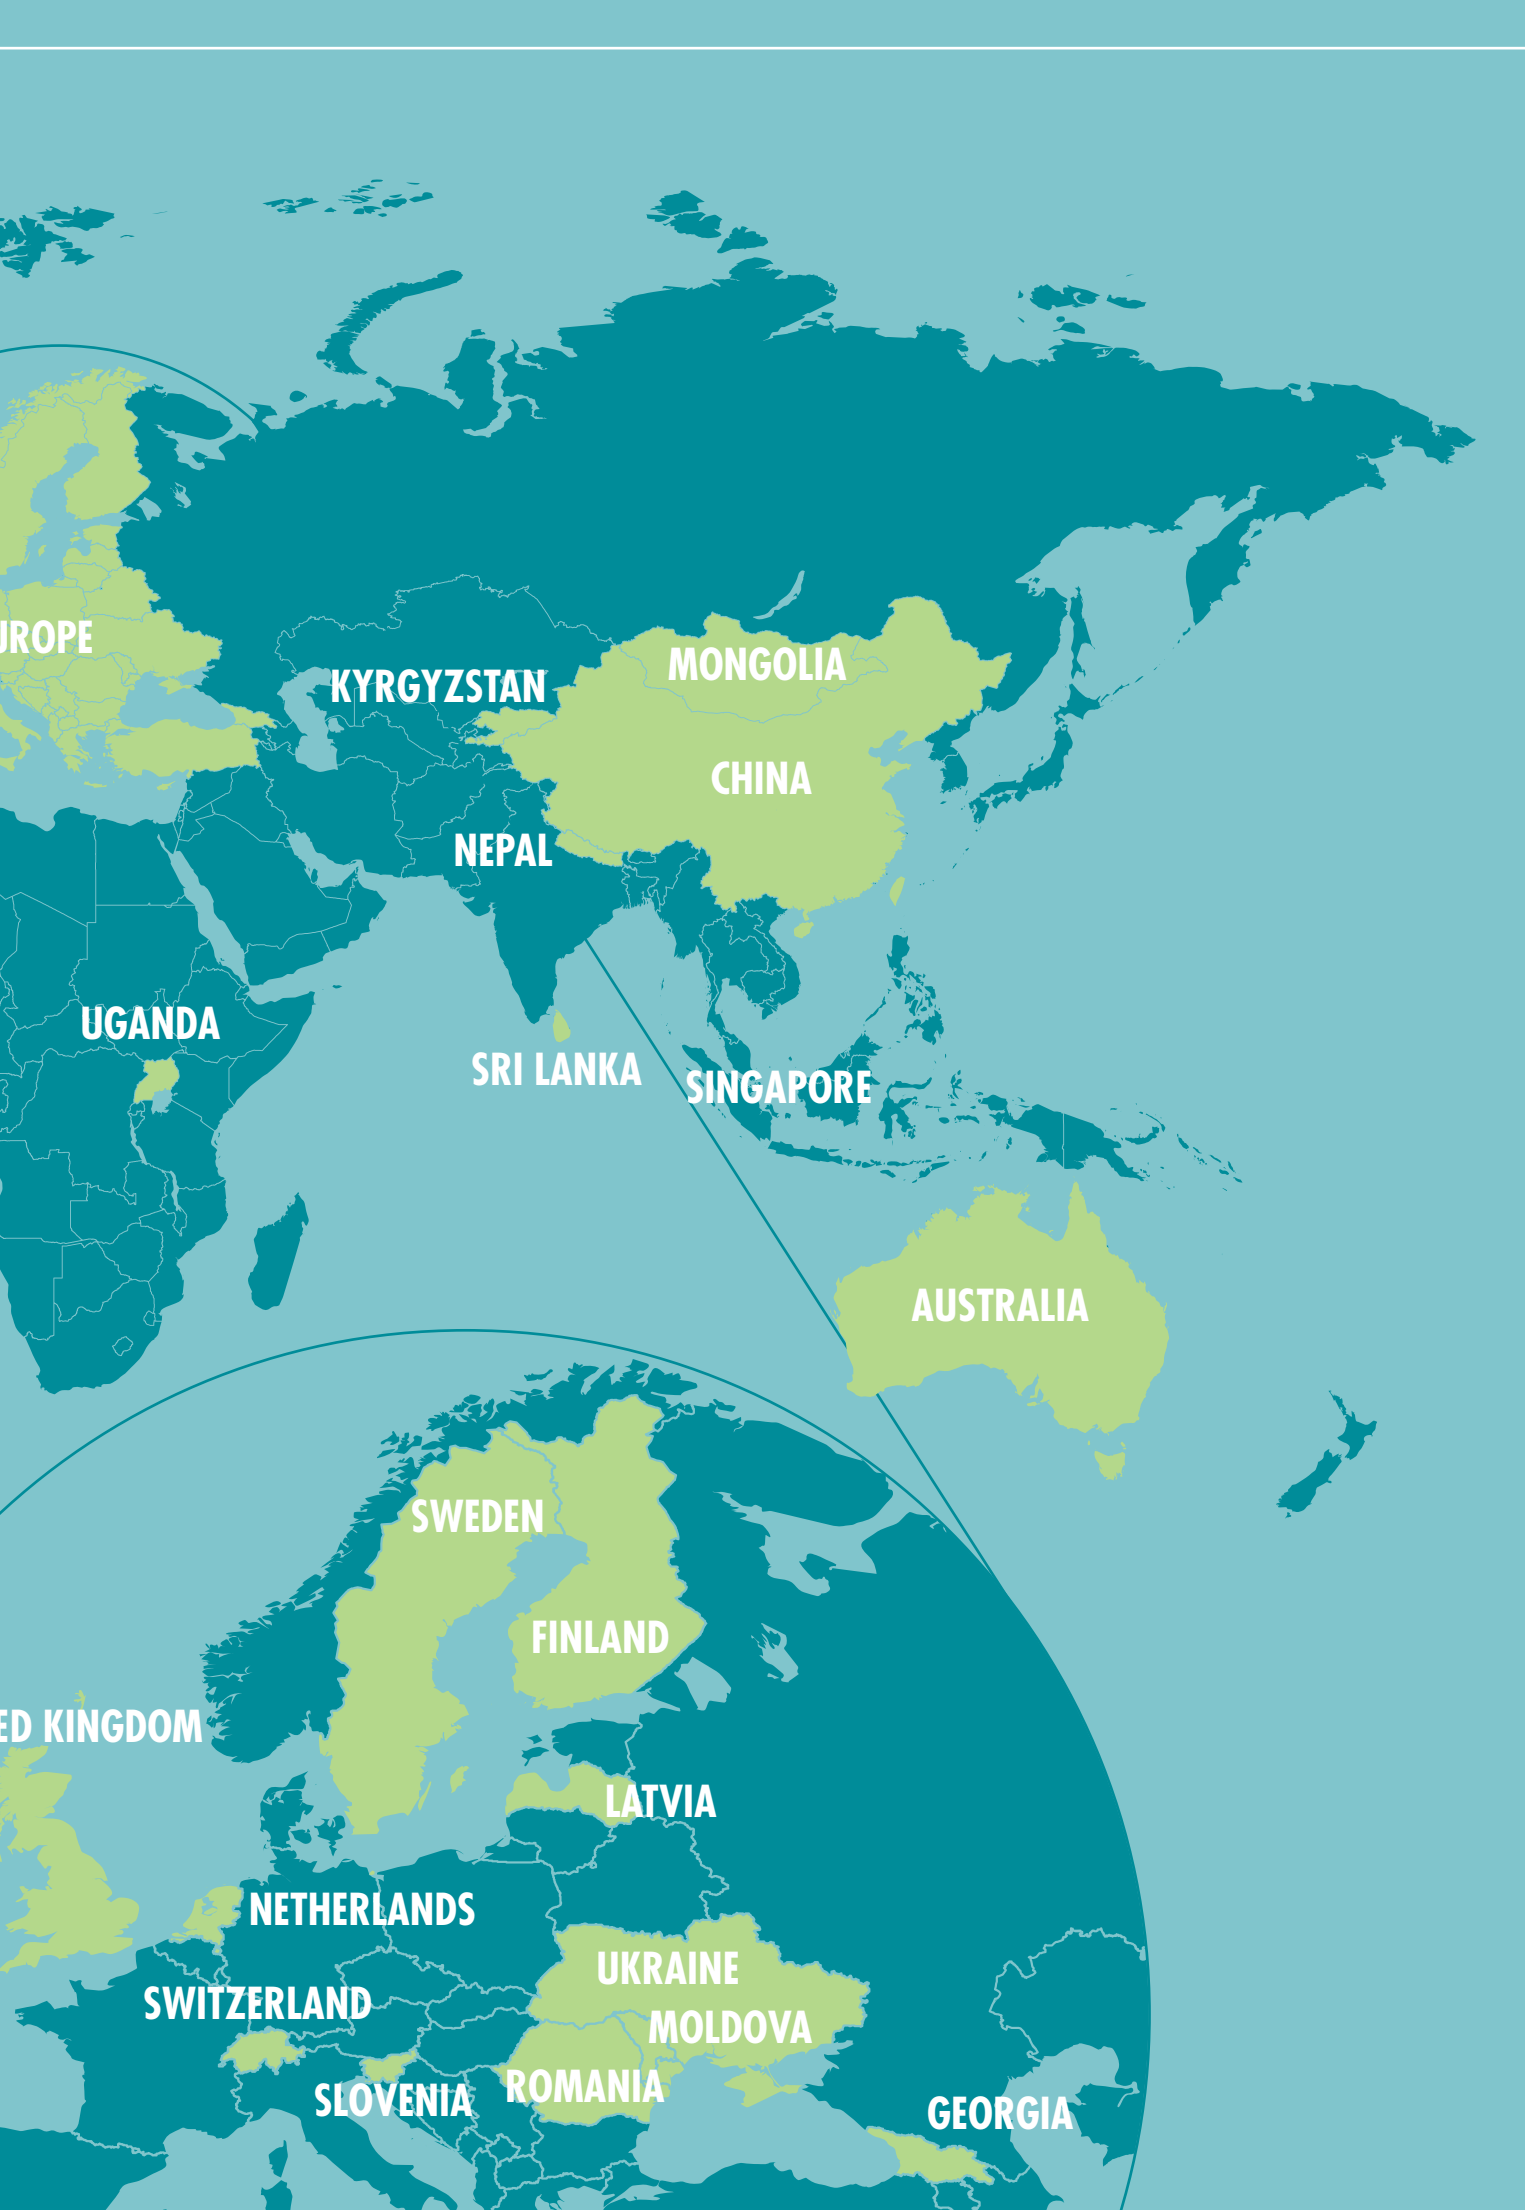 UROPE
KYRGYZSTAN
MONGOLIA
CHINA
NEPAL
UGANDA
SRI LANKA
SINGAPORE
AUSTRALIA
SWEDEN
FINLAND
ED KINGDOM
LATVIA
NETHERLANDS
UKRAINE
SWITZERLAND
MOLDOVA
ROMANIA
SLOVENIA
GEORGIA